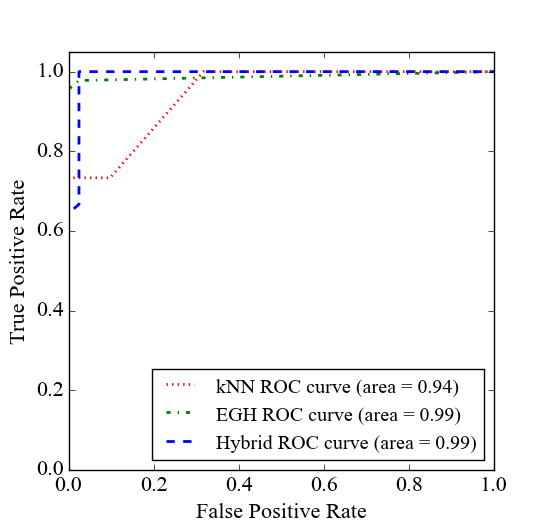 1.0
0.8
0.6
0.4
0.2
0.0
True Positive Rate
kNN ROC curve (area = 0.94)
EGH ROC curve (area = 0.99)
Hybrid ROC curve (area = 0.99)
0.0 0.2 0.4 0.6 0.8 1.0
False Positive Rate